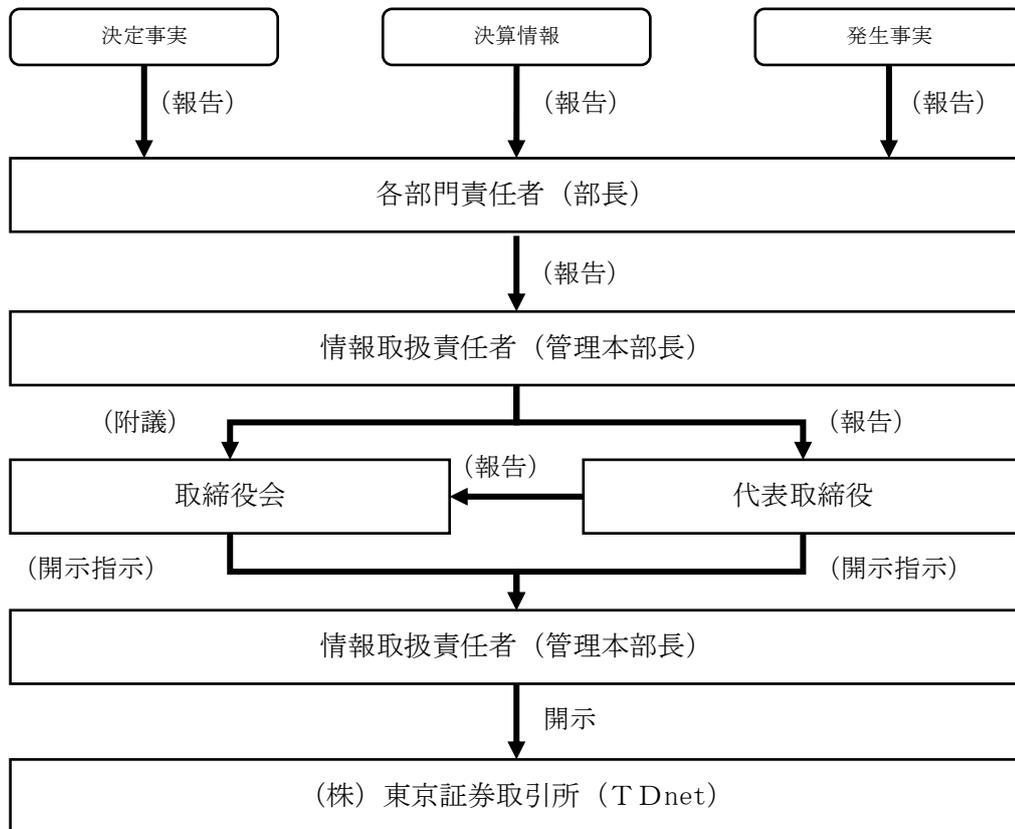 決定事実
決算情報
発生事実
（報告）
（報告）
（報告）
各部門責任者（部長）
（報告）
情報取扱責任者（管理本部長）
（附議）
（報告）
取締役会
（報告）
代表取締役
（開示指示）
（開示指示）
情報取扱責任者（管理本部長）
開示
（株）東京証券取引所（ＴＤnet）